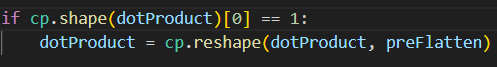 if cp.shape(dotProduct)[0] == 1:
    dotProduct = cp.reshape(dotProduct, preFlatten)